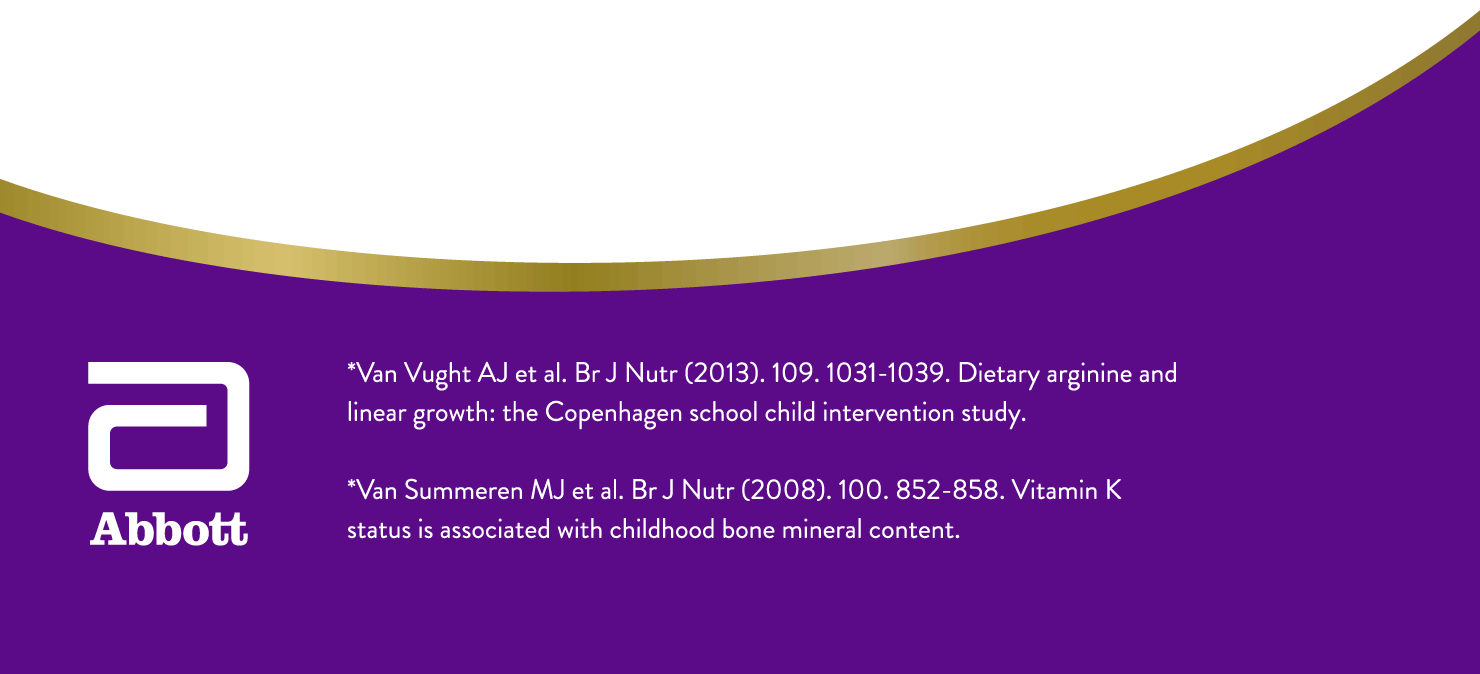 *Van Vught AJ et al. Br J Nutr (2013). 109. 1031-1039. Dietary arginine and
linear growth: the Copenhagen school child intervention study.
*Van Summeren MJ et al. Br J Nutr (2008). 100. 852-858. Vitamin K
status is associated with childhood bone mineral content.
Abbott